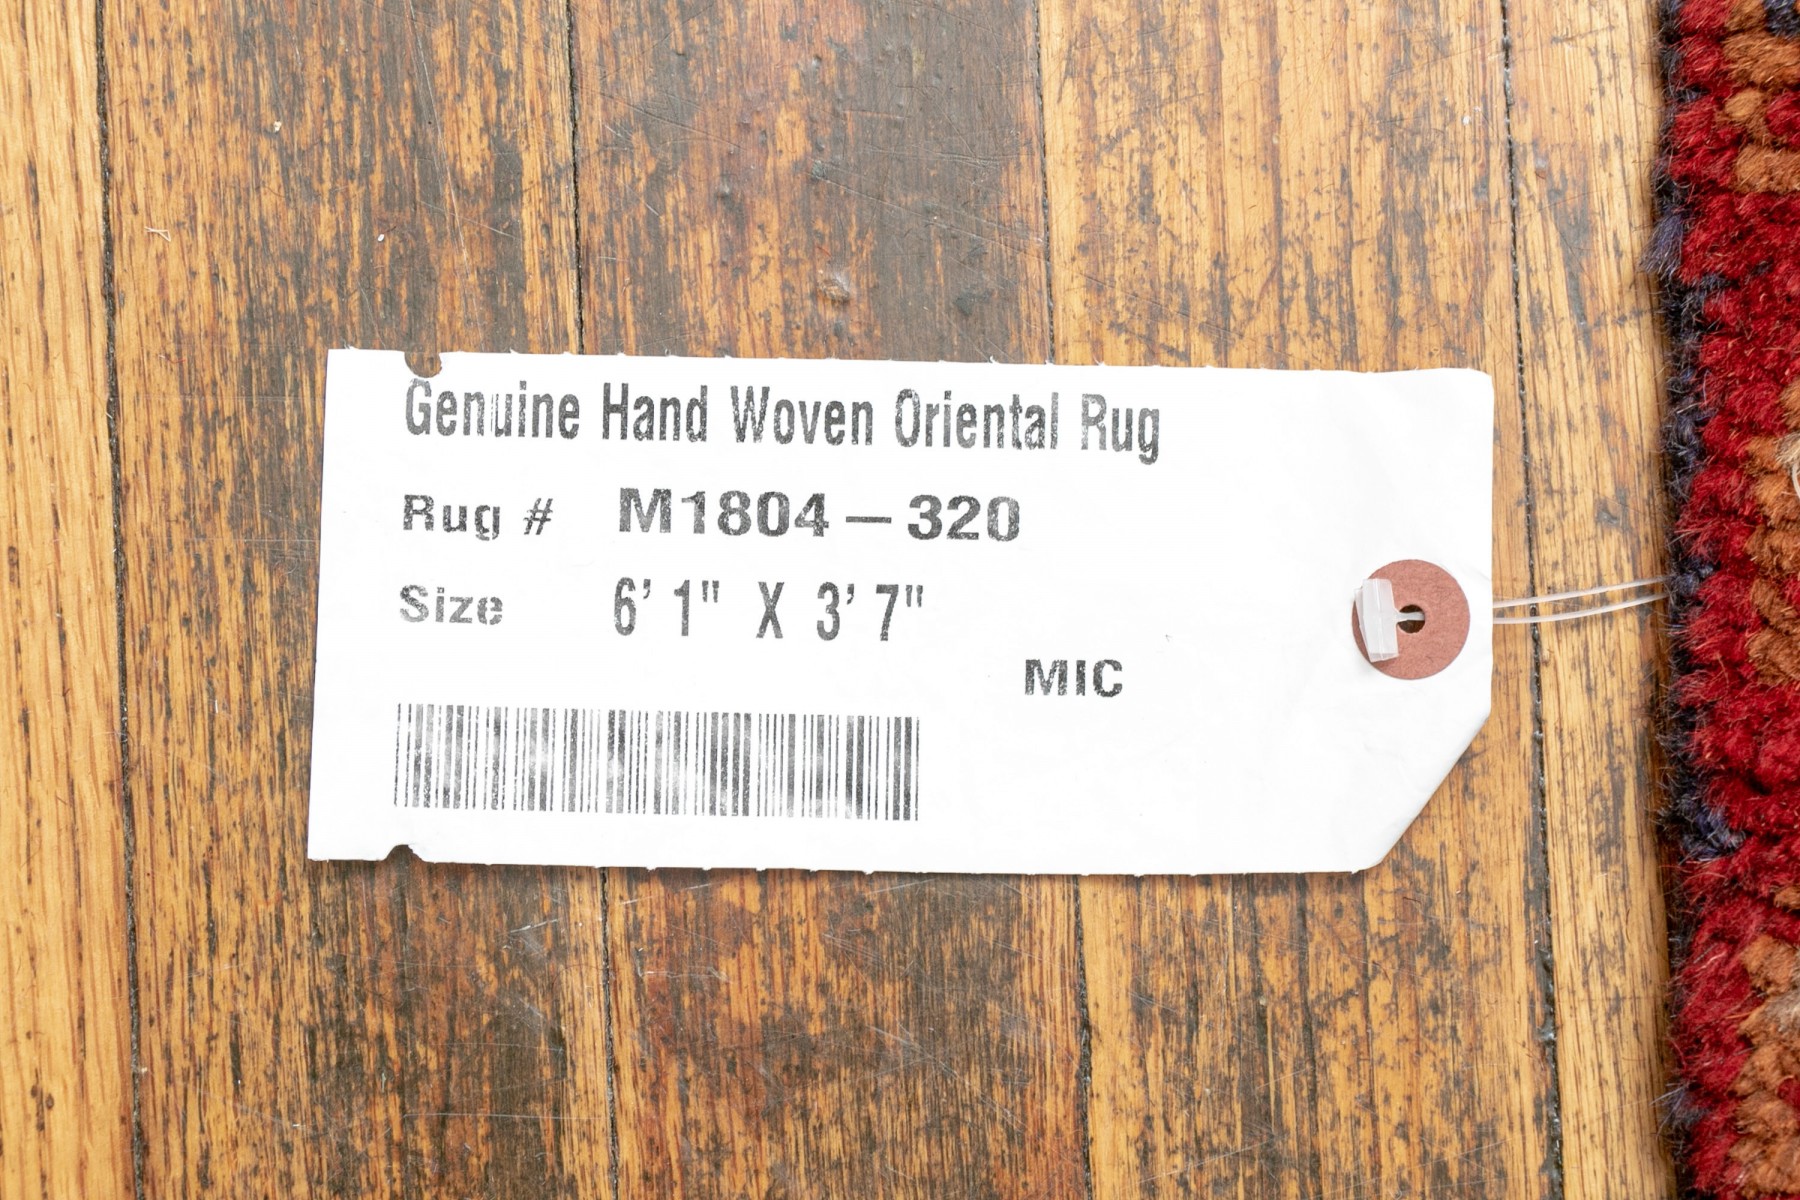 Genuine Hand Woven Oriental Rug
Rug # M1804-320
Size 6' 1" X 3' 7"
MIC